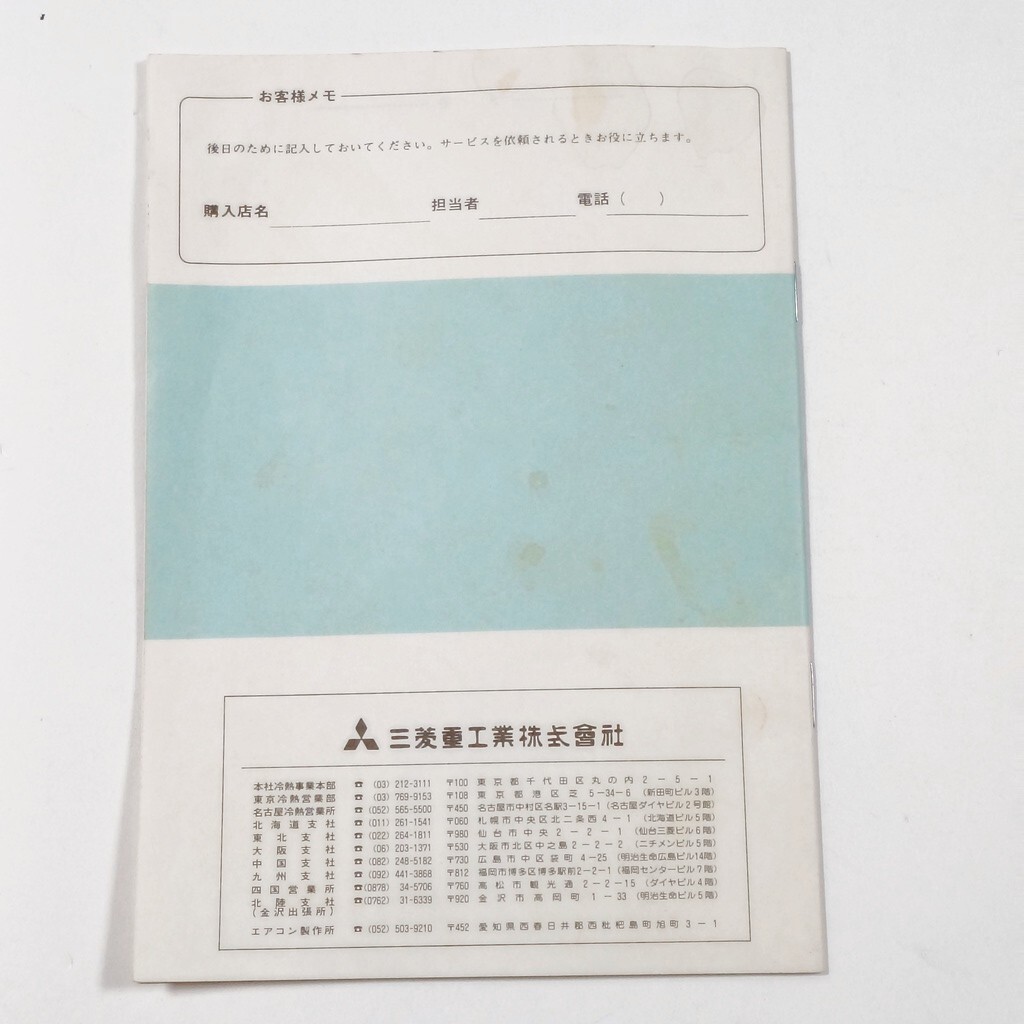 お客様メモ
後日のために記入しておいてください。サービスを依頼されるときお役に立ちます。
購入店名 担当者 電話（　　）
三菱重工業株式會社
本社冷熱事業本部 ☎ (03) 212-3111 〒100 東京都千代田区丸の内2－5－1
東京冷熱営業部 ☎ (03) 769-9153 〒108 東京都港区芝5－34－6（新田町ビル3階）
名古屋冷熱営業所 ☎ (052) 565-5500 〒450 名古屋市中村区名駅3－15－1（名古屋ダイヤビル2号館）
北海道支社 ☎ (011) 261-1541 〒060 札幌市中央区北二条西4－1（北海道ビル5階）
東北支社 ☎ (022) 264-1811 〒980 仙台市中央2－2－1（仙台三菱ビル6階）
大阪支社 ☎ (06) 203-1371 〒530 大阪市北区中之島2－2－2（ニチメンビル5階）
中国支社 ☎ (082) 248-5182 〒730 広島市中区袋町4－25（明治生命広島ビル14階）
九州支社 ☎ (092) 441-3868 〒812 福岡市博多区博多駅前2－2－1（福岡センタービル7階）
四国営業所 ☎ (0878) 34-5706 〒760 高松市観光通2－2－15（ダイヤビル4階）
北陸支社 ☎ (0762) 31-6339 〒920 金沢市高岡町1－33（明治生命ビル5階）
（金沢出張所）
エアコン製作所 ☎ (052) 503-9210 〒452 愛知県西春日井郡西枇杷島町旭町3－1